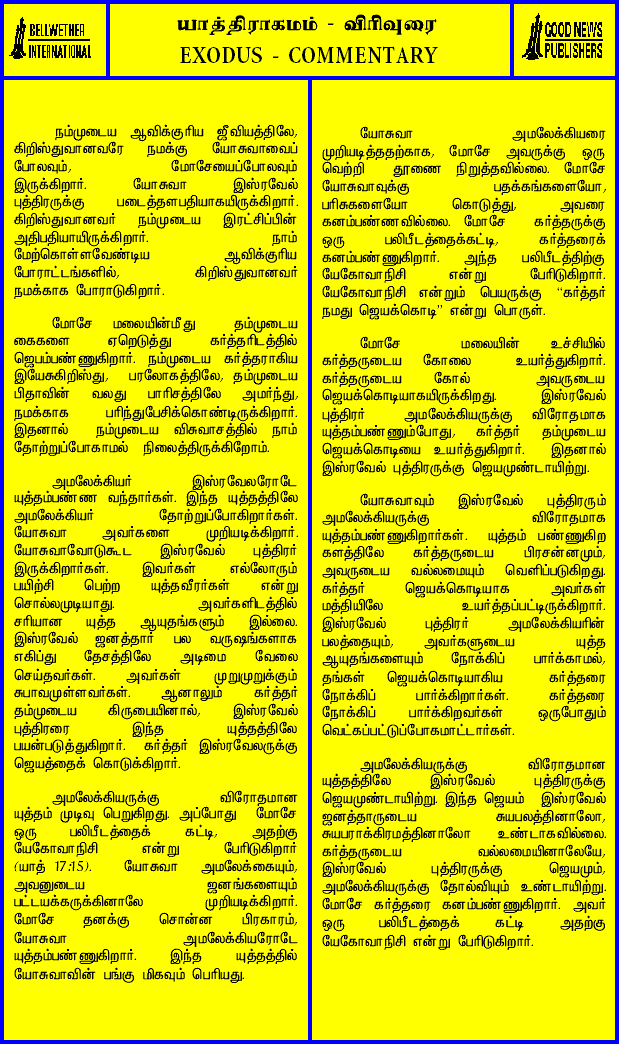 BELLWETHER
INTERNATIONAL
யாத்திராகமம் - விரிவுரை
EXODUS - COMMENTARY
GOOD NEWS
PUBLISHERS
நம்முடைய ஆவிக்குரிய ஜீவியத்திலே,
கிறிஸ்துவானவரே நமக்கு யோசுவாவைப்
போலவும், மோசேயைப்போலவும்
இருக்கிறார். யோசுவா இஸ்ரவேல்
புத்திரருக்கு படைத்தளபதியாகயிருக்கிறார்.
கிறிஸ்துவானவர் நம்முடைய இரட்சிப்பின்
அதிபதியாயிருக்கிறார். நாம்
மேற்கொள்ளவேண்டிய ஆவிக்குரிய
போராட்டங்களில், கிறிஸ்துவானவர்
நமக்காக போராடுகிறார்.
மோசே மலையின்மீது தம்முடைய
கைகளை ஏறெடுத்து கர்த்தரிடத்தில்
ஜெபம்பண்ணுகிறார். நம்முடைய கர்த்தராகிய
இயேசுகிறிஸ்து, பரலோகத்திலே, தம்முடைய
பிதாவின் வலது பாரிசத்திலே அமர்ந்து,
நமக்காக பரிந்துபேசிக்கொண்டிருக்கிறார்.
இதனால் நம்முடைய விசுவாசத்தில் நாம்
தோற்றுப்போகாமல் நிலைத்திருக்கிறோம்.
அமலேக்கியர் இஸ்ரவேலரோடே
யுத்தம்பண்ண வந்தார்கள். இந்த யுத்தத்திலே
அமலேக்கியர் தோற்றுப்போகிறார்கள்.
யோசுவா அவர்களை முறியடிக்கிறார்.
யோசுவாவோடுகூட இஸ்ரவேல் புத்திரர்
இருக்கிறார்கள். இவர்கள் எல்லோரும்
பயிற்சி பெற்ற யுத்தவீரர்கள் என்று
சொல்லமுடியாது. அவர்களிடத்தில்
சரியான யுத்த ஆயுதங்களும் இல்லை.
இஸ்ரவேல் ஜனத்தார் பல வருஷங்களாக
எகிப்து தேசத்திலே அடிமை வேலை
செய்தவர்கள். அவர்கள் முறுமுறுக்கும்
சுபாவமுள்ளவர்கள். ஆனாலும் கர்த்தர்
தம்முடைய கிருபையினால், இஸ்ரவேல்
புத்திரரை இந்த யுத்தத்திலே
பயன்படுத்துகிறார். கர்த்தர் இஸ்ரவேலருக்கு
ஜெயத்தைக் கொடுக்கிறார்.
அமலேக்கியருக்கு விரோதமான
யுத்தம் முடிவு பெறுகிறது. அப்போது மோசே
ஒரு பலிபீடத்தைக் கட்டி, அதற்கு
யேகோவாநிசி என்று பேரிடுகிறார்
(யாத் 17:15). யோசுவா அமலேக்கையும்,
அவனுடைய ஜனங்களையும்
பட்டயக்கருக்கினாலே முறியடிக்கிறார்.
மோசே தனக்கு சொன்ன பிரகாரம்,
யோசுவா அமலேக்கியரோடே
யுத்தம்பண்ணுகிறார். இந்த யுத்தத்தில்
யோசுவாவின் பங்கு மிகவும் பெரியது.
யோசுவா அமலேக்கியரை
முறியடித்ததற்காக, மோசே அவருக்கு ஒரு
வெற்றி தூணை நிறுத்தவில்லை. மோசே
யோசுவாவுக்கு பதக்கங்களையோ,
பரிசுகளையோ கொடுத்து, அவரை
கனம்பண்ணவில்லை. மோசே கர்த்தருக்கு
ஒரு பலிபீடத்தைக்கட்டி, கர்த்தரைக்
கனம்பண்ணுகிறார். அந்த பலிபீடத்திற்கு
யேகோவாநிசி என்று பேரிடுகிறார்.
யேகோவாநிசி என்றும் பெயருக்கு “கர்த்தர்
நமது ஜெயக்கொடி” என்று பொருள்.
மோசே மலையின் உச்சியில்
கர்த்தருடைய கோலை உயர்த்துகிறார்.
கர்த்தருடைய கோல் அவருடைய
ஜெயக்கொடியாகயிருக்கிறது. இஸ்ரவேல்
புத்திரர் அமலேக்கியருக்கு விரோதமாக
யுத்தம்பண்ணும்போது, கர்த்தர் தம்முடைய
ஜெயக்கொடியை உயர்த்துகிறார். இதனால்
இஸ்ரவேல் புத்திரருக்கு ஜெயமுண்டாயிற்று.
யோசுவாவும் இஸ்ரவேல் புத்திரரும்
அமலேக்கியருக்கு விரோதமாக
யுத்தம்பண்ணுகிறார்கள். யுத்தம் பண்ணுகிற
களத்திலே கர்த்தருடைய பிரசன்னமும்,
அவருடைய வல்லமையும் வெளிப்படுகிறது.
கர்த்தர் ஜெயக்கொடியாக அவர்கள்
மத்தியிலே உயர்த்தப்பட்டிருக்கிறார்.
இஸ்ரவேல் புத்திரர் அமலேக்கியரின்
பலத்தையும், அவர்களுடைய யுத்த
ஆயுதங்களையும் நோக்கிப் பார்க்காமல்,
தங்கள் ஜெயக்கொடியாகிய கர்த்தரை
நோக்கிப் பார்க்கிறார்கள். கர்த்தரை
நோக்கிப் பார்க்கிறவர்கள் ஒருபோதும்
வெட்கப்பட்டுப்போகமாட்டார்கள்.
அமலேக்கியருக்கு விரோதமான
யுத்தத்திலே இஸ்ரவேல் புத்திரருக்கு
ஜெயமுண்டாயிற்று. இந்த ஜெயம் இஸ்ரவேல்
ஜனத்தாருடைய சுயபலத்தினாலோ,
சுயபராக்கிரமத்தினாலோ உண்டாகவில்லை.
கர்த்தருடைய வல்லமையினாலேயே,
இஸ்ரவேல் புத்திரருக்கு ஜெயமும்,
அமலேக்கியருக்கு தோல்வியும் உண்டாயிற்று.
மோசே கர்த்தரை கனம்பண்ணுகிறார். அவர்
ஒரு பலிபீடத்தைக் கட்டி அதற்கு
யேகோவாநிசி என்று பேரிடுகிறார்.